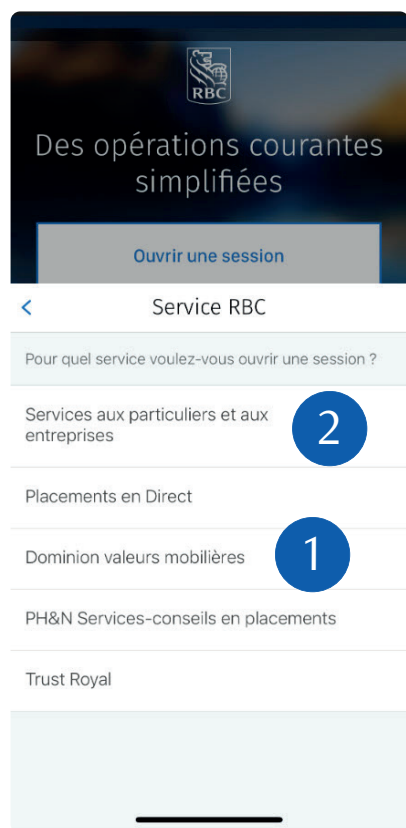 RBC
Des opérations courantes
simplifiées
Ouvrir une session
Service RBC
Pour quel service voulez-vous ouvrir une session ?
Services aux particuliers et aux
entreprises
2
Placements en Direct
Dominion valeurs mobilières
1
PH&N Services-conseils en placements
Trust Royal